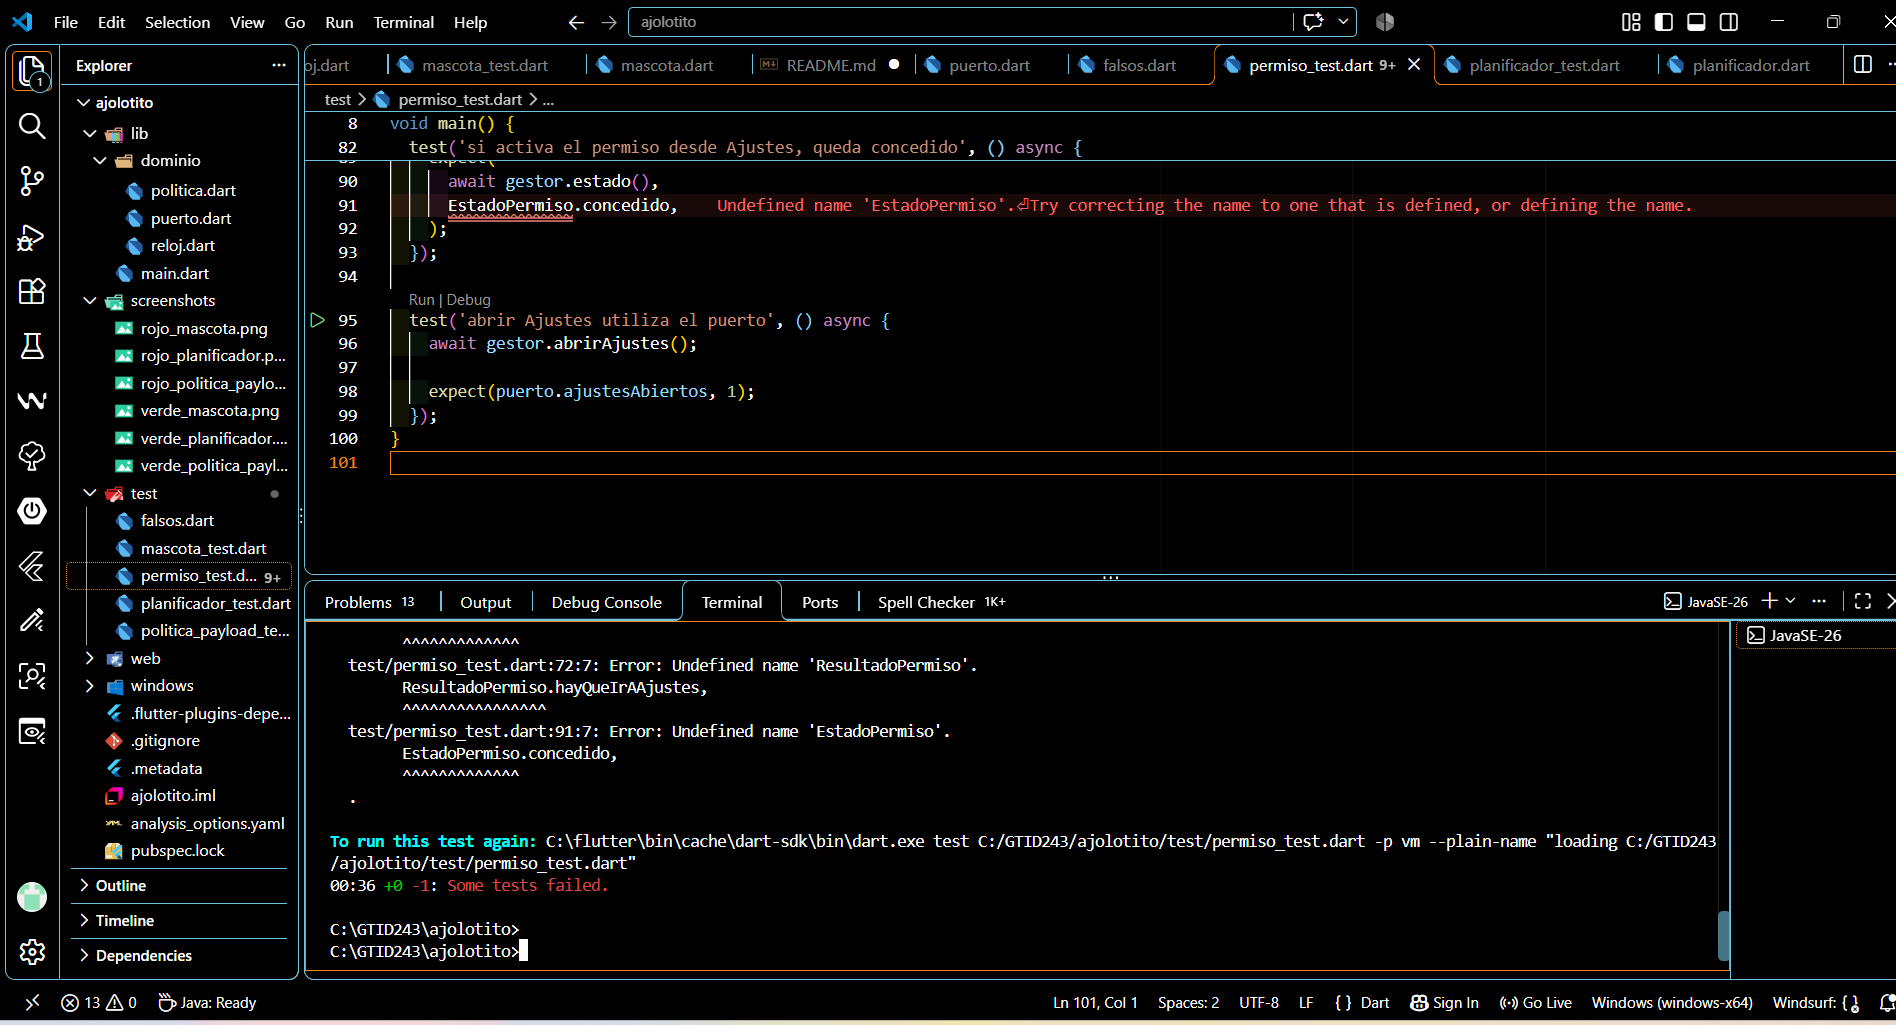 File Edit Selection View Go Run Terminal Help
ajolotito
Explorer
1
oj.dart
mascota_test.dart
mascota.dart
README.md
puerto.dart
falsos.dart
permiso_test.dart 9+
planificador_test.dart
planificador.dart
test > permiso_test.dart > ...
ajolotito
lib
dominio
politica.dart
puerto.dart
reloj.dart
main.dart
screenshots
rojo_mascota.png
rojo_planificador.p...
rojo_politica_paylo...
verde_mascota.png
verde_planificador....
verde_politica_payl...
test
falsos.dart
mascota_test.dart
permiso_test.d... 9+
planificador_test.dart
politica_payload_te...
web
windows
.flutter-plugins-depe...
.gitignore
.metadata
ajolotito.iml
analysis_options.yaml
pubspec.lock
Outline
Timeline
Dependencies
8 void main() {
82 test('si activa el permiso desde Ajustes, queda concedido', () async {
90 await gestor.estado(),
91 EstadoPermiso.concedido, Undefined name 'EstadoPermiso'.⏎Try correcting the name to one that is defined, or defining the name.
92 );
93 });
94
Run | Debug
95 test('abrir Ajustes utiliza el puerto', () async {
96 await gestor.abrirAjustes();
97
98 expect(puerto.ajustesAbiertos, 1);
99 });
100 }
101
Problems 13 Output Debug Console Terminal Ports Spell Checker 1K+
JavaSE-26
JavaSE-26
^^^^^^^^^^^^^
test/permiso_test.dart:72:7: Error: Undefined name 'ResultadoPermiso'.
ResultadoPermiso.hayQueIrAAjustes,
^^^^^^^^^^^^^^^^
test/permiso_test.dart:91:7: Error: Undefined name 'EstadoPermiso'.
EstadoPermiso.concedido,
^^^^^^^^^^^^^
.
To run this test again: C:\flutter\bin\cache\dart-sdk\bin\dart.exe test C:/GTID243/ajolotito/test/permiso_test.dart -p vm --plain-name "loading C:/GTID243
/ajolotito/test/permiso_test.dart"
00:36 +0 -1: Some tests failed.
C:\GTID243\ajolotito>
C:\GTID243\ajolotito>
13 0 Java: Ready
Ln 101, Col 1 Spaces: 2 UTF-8 LF { } Dart Sign In Go Live Windows (windows-x64) Windsurf: {